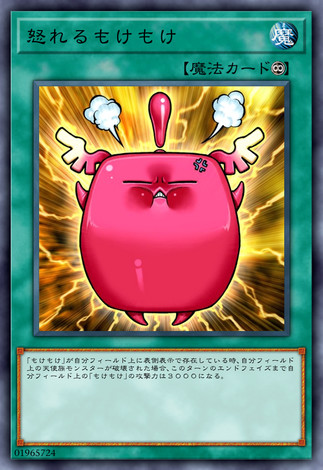 怒れるもけもけ
魔
【魔法カード♾】
「もけもけ」が自分フィールド上に表側表示で存在している時、自分フィールド
上の天使族モンスターが破壊された場合、このターンのエンドフェイズまで自
分フィールド上の「もけもけ」の攻撃力は３０００になる。
01965724